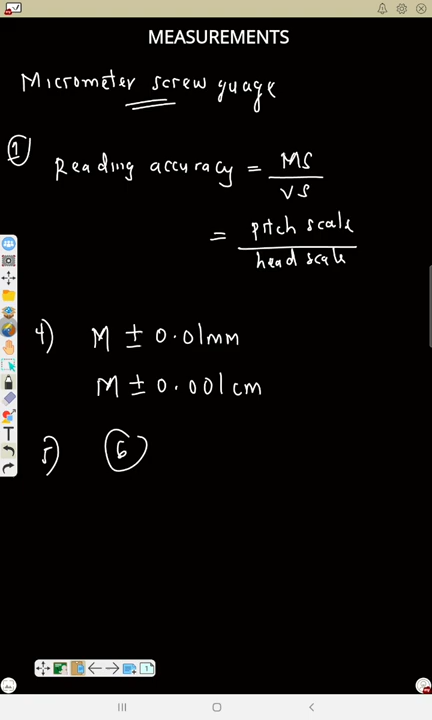 MEASUREMENTS
Micrometer screw guage
1
Reading accuracy = MS
VS
= pitch scale
head scale
4) M ± 0.01mm
M ± 0.001cm
5) 6
T